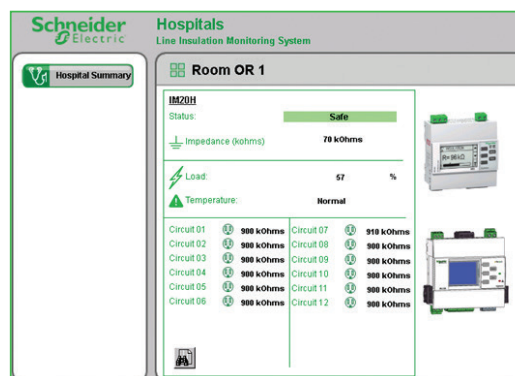 Schneider
Electric
Hospitals
Line Insulation Monitoring System
Hospital Summary
Room OR 1
IM20H
Status: Safe
Impedance (kohms) 70 kOhms
Load: 57 %
Temperature: Normal
Circuit 01 900 kOhms Circuit 07 910 kOhms
Circuit 02 900 kOhms Circuit 08 900 kOhms
Circuit 03 900 kOhms Circuit 09 900 kOhms
Circuit 04 900 kOhms Circuit 10 900 kOhms
Circuit 05 900 kOhms Circuit 11 900 kOhms
Circuit 06 900 kOhms Circuit 12 900 kOhms